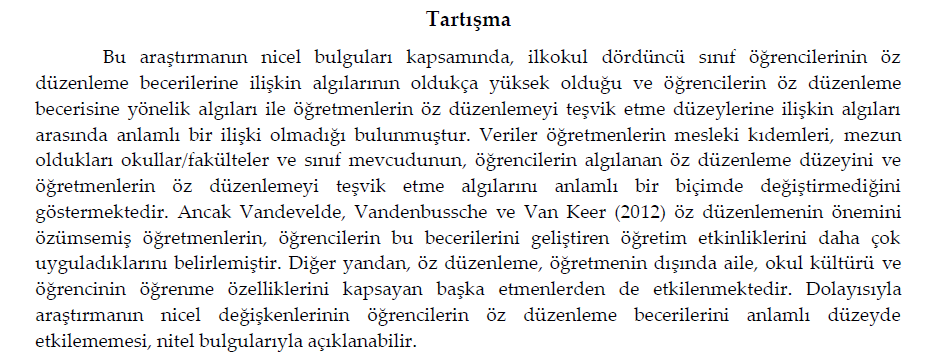 Tartışma
Bu araştırmanın nicel bulguları kapsamında, ilkokul dördüncü sınıf öğrencilerinin öz
düzenleme becerilerine ilişkin algılarının oldukça yüksek olduğu ve öğrencilerin öz düzenleme
becerisine yönelik algıları ile öğretmenlerin öz düzenlemeyi teşvik etme düzeylerine ilişkin algıları
arasında anlamlı bir ilişki olmadığı bulunmuştur. Veriler öğretmenlerin mesleki kıdemleri, mezun
oldukları okullar/fakülteler ve sınıf mevcudunun, öğrencilerin algılanan öz düzenleme düzeyini ve
öğretmenlerin öz düzenlemeyi teşvik etme algılarını anlamlı bir biçimde değiştirmediğini
göstermektedir. Ancak Vandevelde, Vandenbussche ve Van Keer (2012) öz düzenlemenin önemini
özümsemiş öğretmenlerin, öğrencilerin bu becerilerini geliştiren öğretim etkinliklerini daha çok
uyguladıklarını belirlemiştir. Diğer yandan, öz düzenleme, öğretmenin dışında aile, okul kültürü ve
öğrencinin öğrenme özelliklerini kapsayan başka etmenlerden de etkilenmektedir. Dolayısıyla
araştırmanın nicel değişkenlerinin öğrencilerin öz düzenleme becerilerini anlamlı düzeyde
etkilememesi, nitel bulgularıyla açıklanabilir.